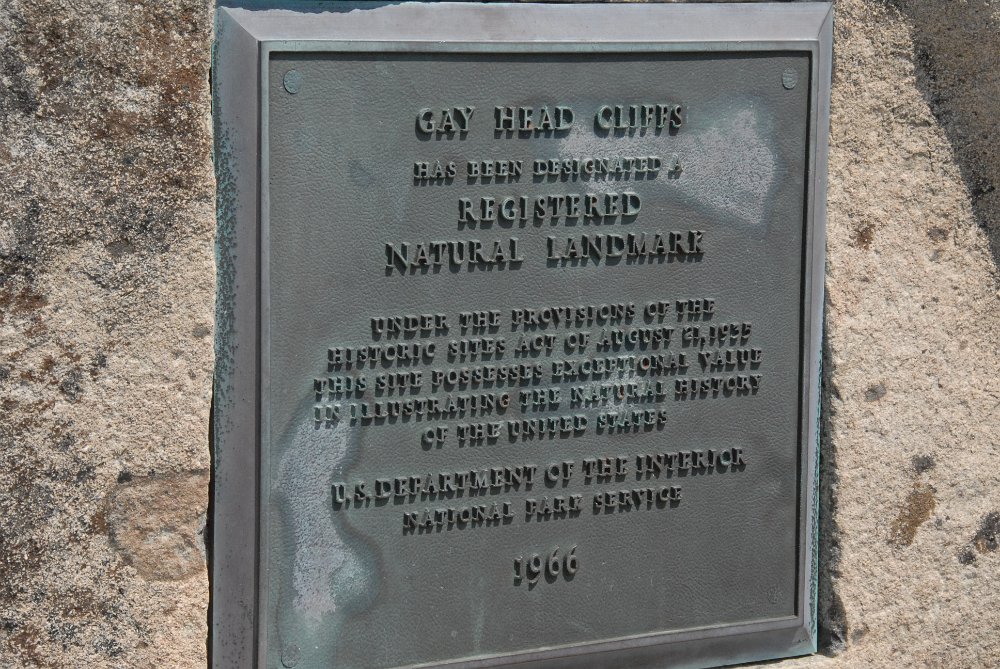 GAY HEAD CLIFFS
HAS BEEN DESIGNATED A
REGISTERED
NATURAL LANDMARK
UNDER THE PROVISIONS OF THE
HISTORIC SITES ACT OF AUGUST 21, 1935
THIS SITE POSSESSES EXCEPTIONAL VALUE
IN ILLUSTRATING THE NATURAL HISTORY
OF THE UNITED STATES
U.S. DEPARTMENT OF THE INTERIOR
NATIONAL PARK SERVICE
1966